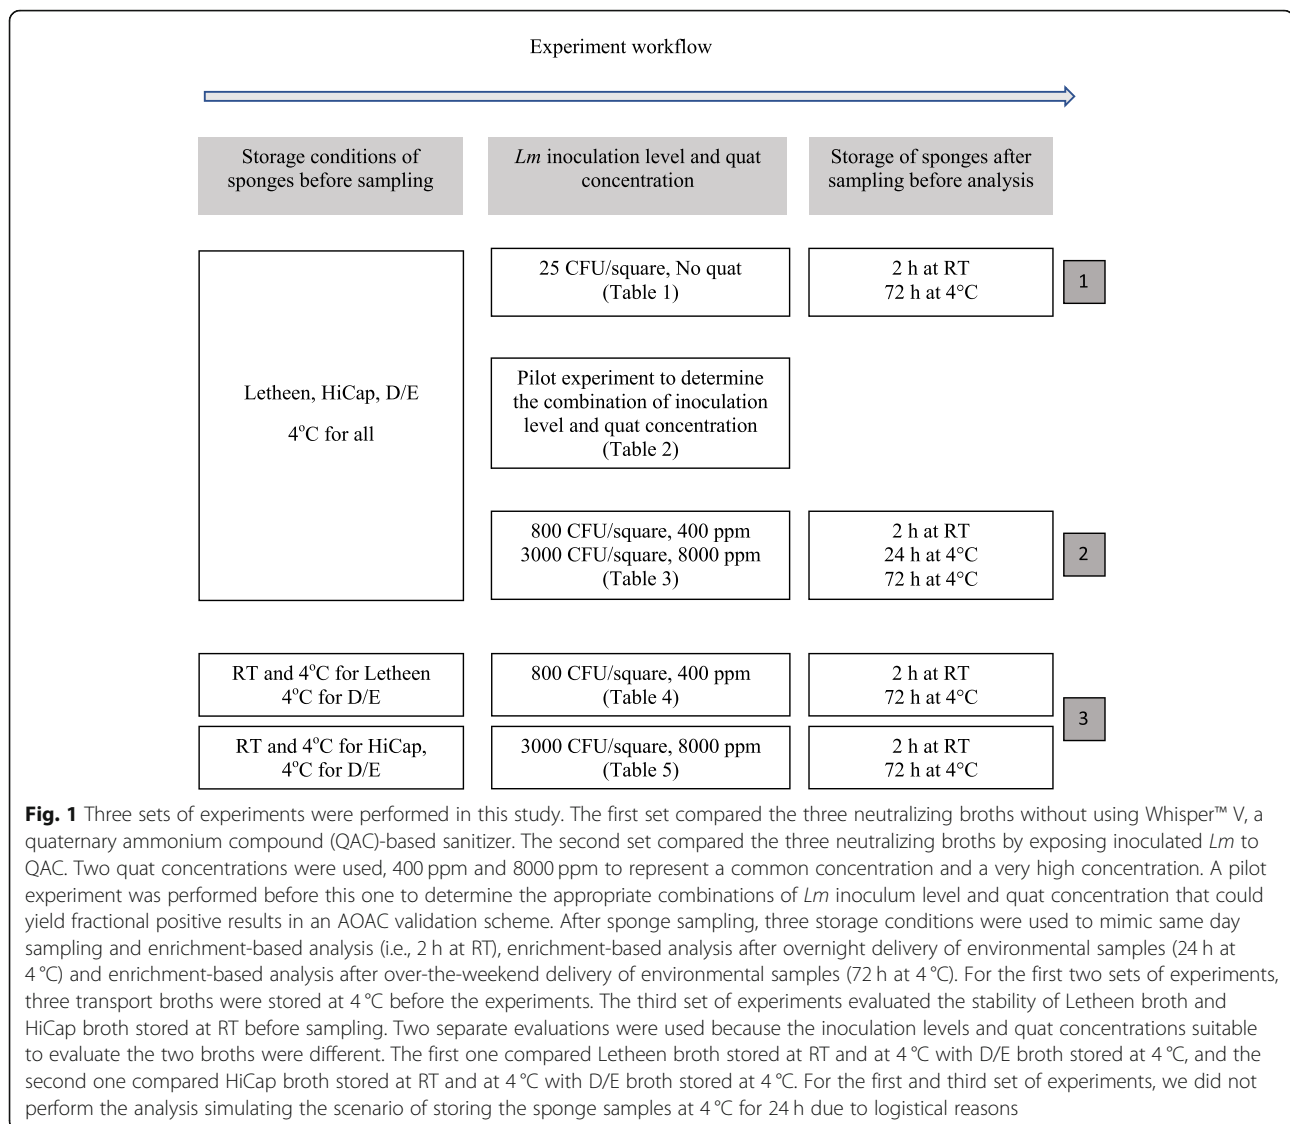 Experiment workflow
Storage conditions of
sponges before sampling
Lm inoculation level and quat
concentration
Storage of sponges after
sampling before analysis
Letheen, HiCap, D/E
4°C for all
25 CFU/square, No quat
(Table 1)
2 h at RT
72 h at 4°C
1
Pilot experiment to determine
the combination of inoculation
level and quat concentration
(Table 2)
800 CFU/square, 400 ppm
3000 CFU/square, 8000 ppm
(Table 3)
2 h at RT
24 h at 4°C
72 h at 4°C
2
RT and 4°C for Letheen
4°C for D/E
800 CFU/square, 400 ppm
(Table 4)
2 h at RT
72 h at 4°C
3
RT and 4°C for HiCap,
4°C for D/E
3000 CFU/square, 8000 ppm
(Table 5)
2 h at RT
72 h at 4°C
Fig. 1 Three sets of experiments were performed in this study. The first set compared the three neutralizing broths without using Whisper™ V, a
quaternary ammonium compound (QAC)-based sanitizer. The second set compared the three neutralizing broths by exposing inoculated Lm to
QAC. Two quat concentrations were used, 400 ppm and 8000 ppm to represent a common concentration and a very high concentration. A pilot
experiment was performed before this one to determine the appropriate combinations of Lm inoculum level and quat concentration that could
yield fractional positive results in an AOAC validation scheme. After sponge sampling, three storage conditions were used to mimic same day
sampling and enrichment-based analysis (i.e., 2 h at RT), enrichment-based analysis after overnight delivery of environmental samples (24 h at
4 °C) and enrichment-based analysis after over-the-weekend delivery of environmental samples (72 h at 4 °C). For the first two sets of experiments,
three transport broths were stored at 4 °C before the experiments. The third set of experiments evaluated the stability of Letheen broth and
HiCap broth stored at RT before sampling. Two separate evaluations were used because the inoculation levels and quat concentrations suitable
to evaluate the two broths were different. The first one compared Letheen broth stored at RT and at 4 °C with D/E broth stored at 4 °C, and the
second one compared HiCap broth stored at RT and at 4 °C with D/E broth stored at 4 °C. For the first and third set of experiments, we did not
perform the analysis simulating the scenario of storing the sponge samples at 4 °C for 24 h due to logistical reasons